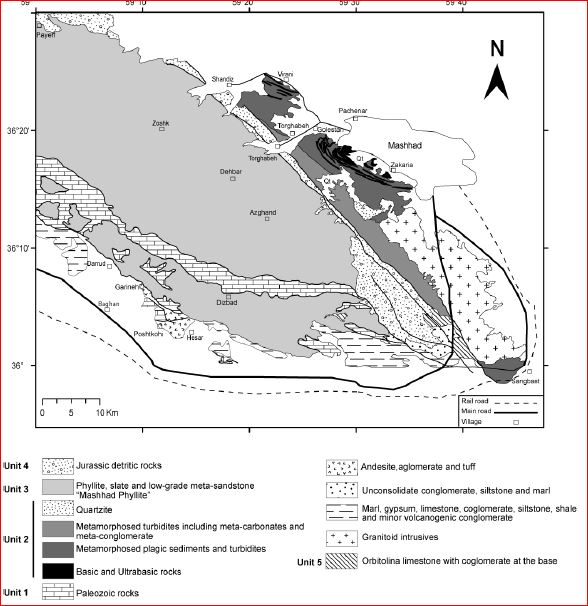 59
59 10
59 20
59 30
59 40
Payeh
N
Shandiz
Virani
Pachenar
36°20
Zoshk
Torghabeh
Golestan
Mashhad
Torghabeh
Qt
Zakaria
Dehbar
Qt
Azghand
36°10
Darrud
Garineh
Baghan
Dizbad
Poshtkohi
Hesar
36°
Sangbast
0 5 10 Km
Rail road
Main road
Village
Unit 4
Jurassic detritic rocks
Unit 3
Phyllite, slate and low-grade meta-sandstone
"Mashhad Phyllite"
Quartzite
Unit 2
Metamorphosed turbidites including meta-carbonates and
meta-conglomerate
Metamorphosed plagic sediments and turbidites
Basic and Ultrabasic rocks
Unit 1
Paleozoic rocks
Andesite, aglomerate and tuff
Unconsolidate conglomerate, siltstone and marl
Marl, gypsum, limestone, coglomerate, siltstone, shale
and minor volcanogenic conglomerate
Granitoid intrusives
Unit 5
Orbitolina limestone with coglomerate at the base